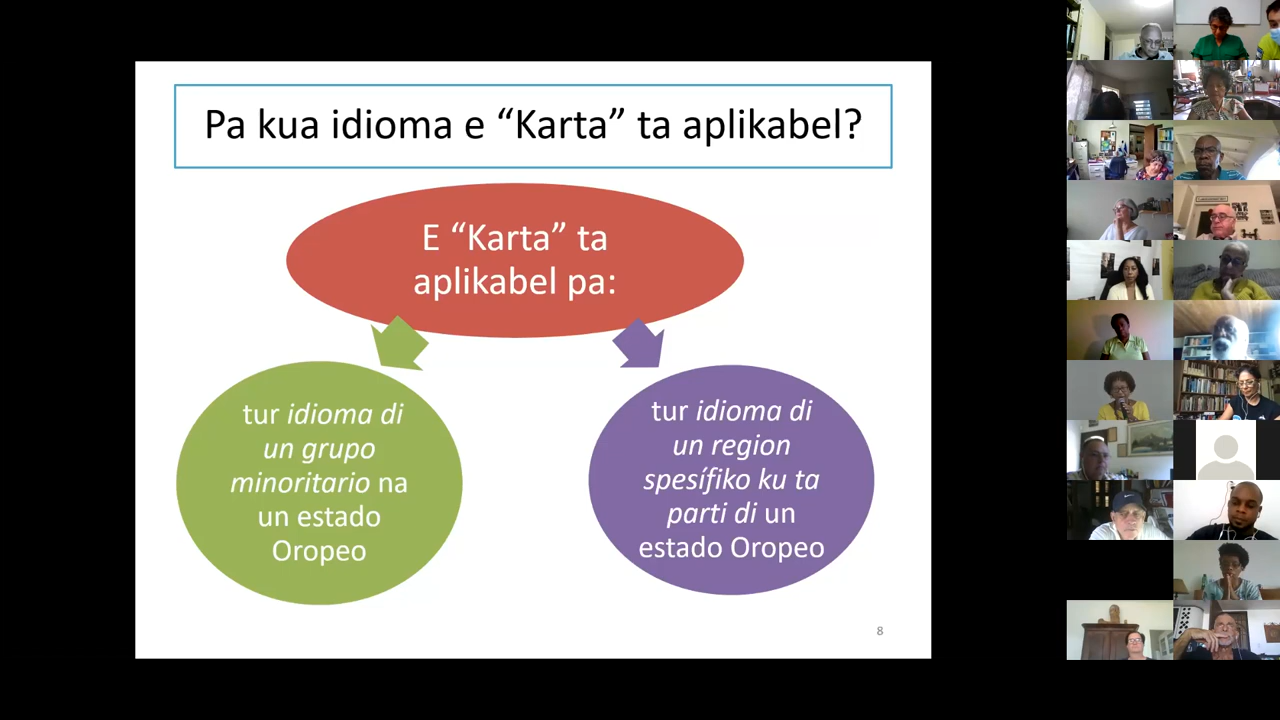 Pa kua idioma e “Karta” ta aplikabel?
E “Karta” ta
aplikabel pa:
tur idioma di
un grupo
minoritario na
un estado
Oropeo
tur idioma di
un region
spesífiko ku ta
parti di un
estado Oropeo
8